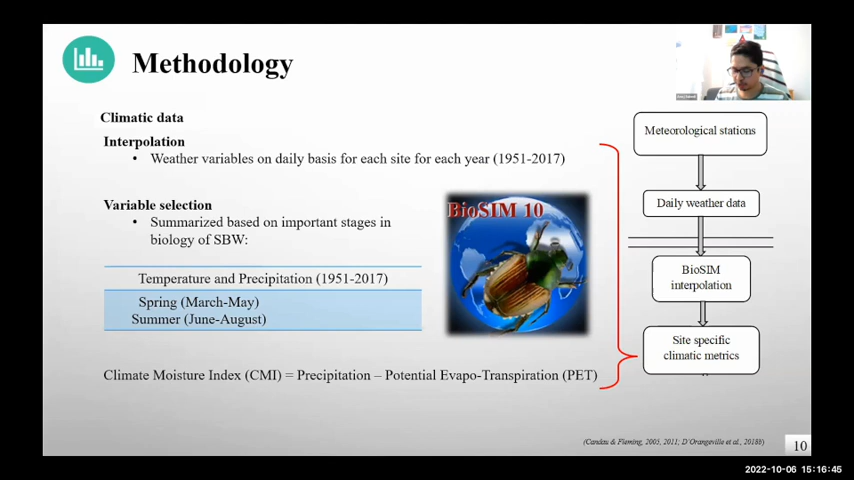 Methodology
Climatic data
Interpolation
• Weather variables on daily basis for each site for each year (1951-2017)
Variable selection
• Summarized based on important stages in
biology of SBW:
Temperature and Precipitation (1951-2017)
Spring (March-May)
Summer (June-August)
Climate Moisture Index (CMI) = Precipitation – Potential Evapo-Transpiration (PET)
BioSIM 10
Meteorological stations
Daily weather data
BioSIM
interpolation
Site specific
climatic metrics
(Candau & Fleming, 2005, 2011; D'Orangeville et al., 2018b)
10
2022-10-06 15:16:45